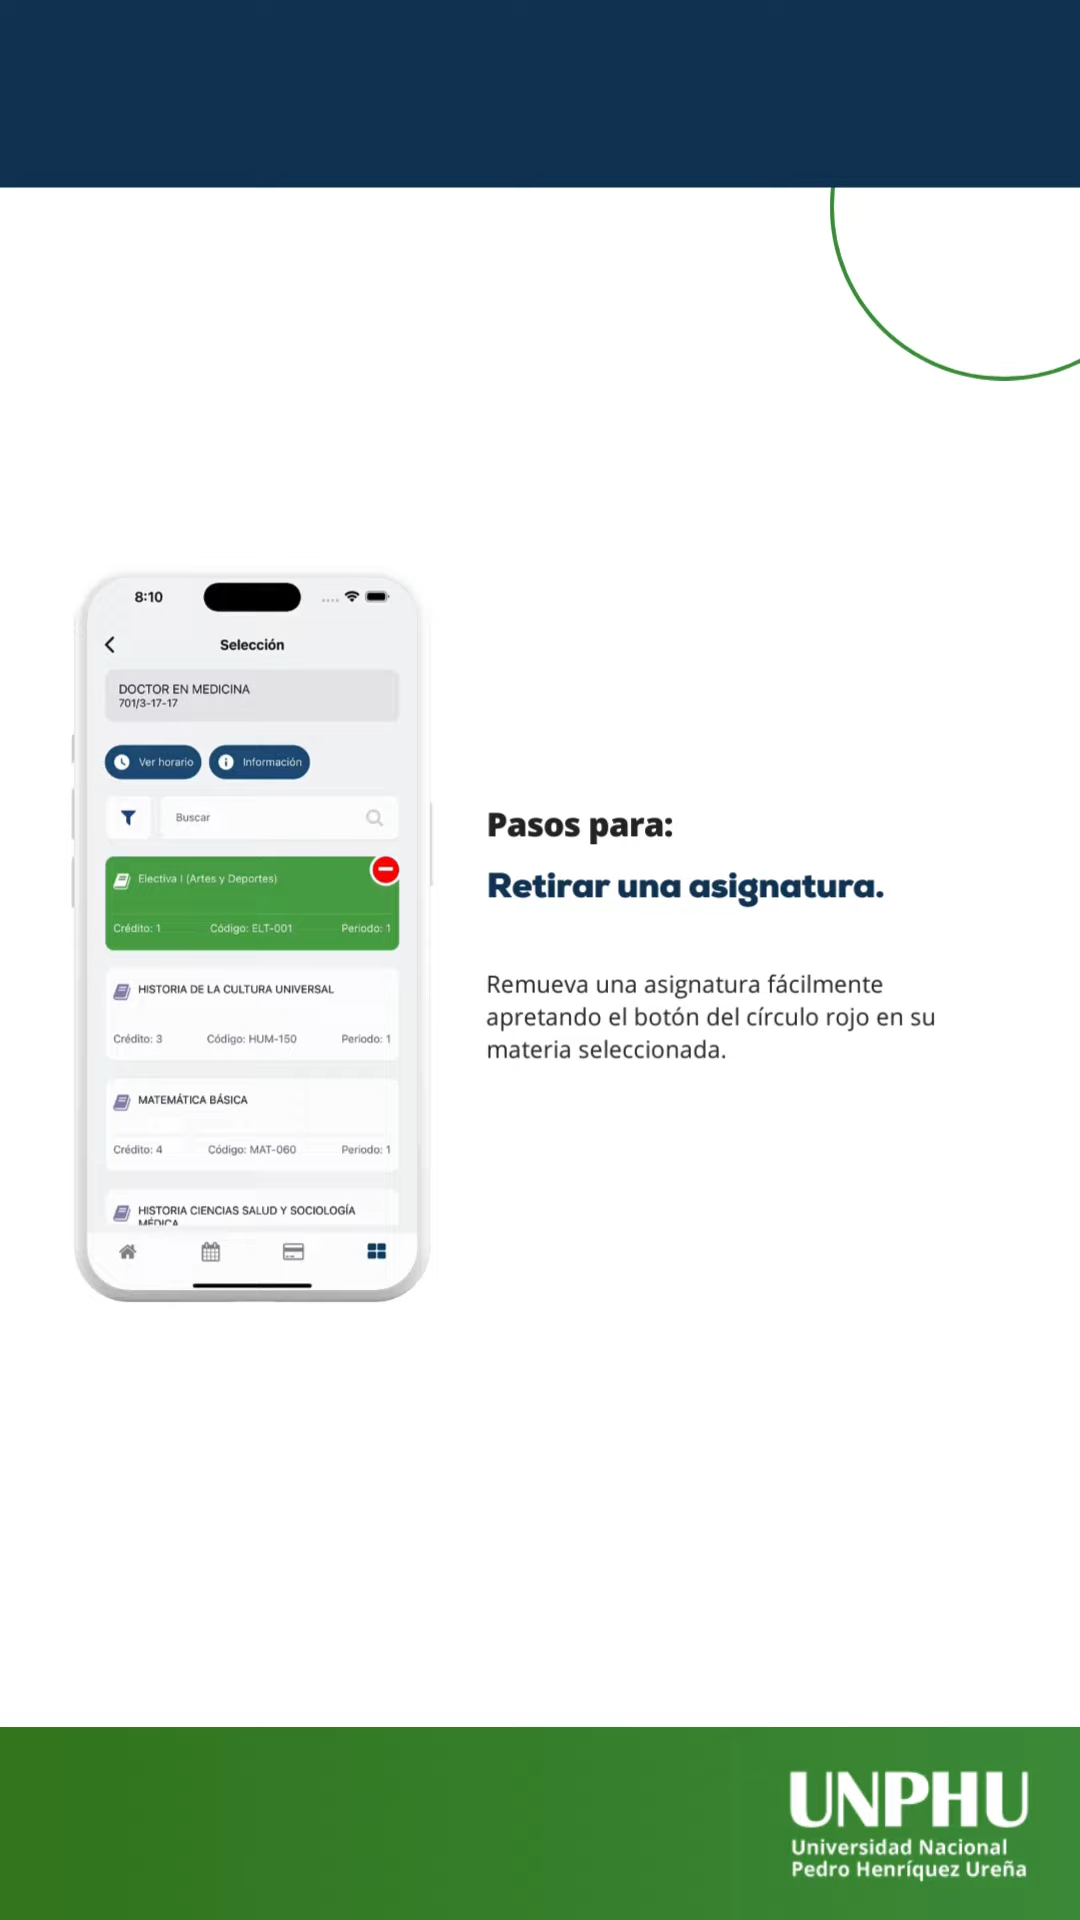 8:10
Selección
DOCTOR EN MEDICINA
701/3-17-17
Ver horario
Información
Buscar
Electiva I (Artes y Deportes)
Crédito: 1 Código: ELT-001 Periodo: 1
HISTORIA DE LA CULTURA UNIVERSAL
Crédito: 3 Código: HUM-150 Periodo: 1
MATEMÁTICA BÁSICA
Crédito: 4 Código: MAT-060 Periodo: 1
HISTORIA CIENCIAS SALUD Y SOCIOLOGÍA
MÉDICA
Pasos para:
Retirar una asignatura.
Remueva una asignatura fácilmente
apretando el botón del círculo rojo en su
materia seleccionada.
UNPHU
Universidad Nacional
Pedro Henríquez Ureña